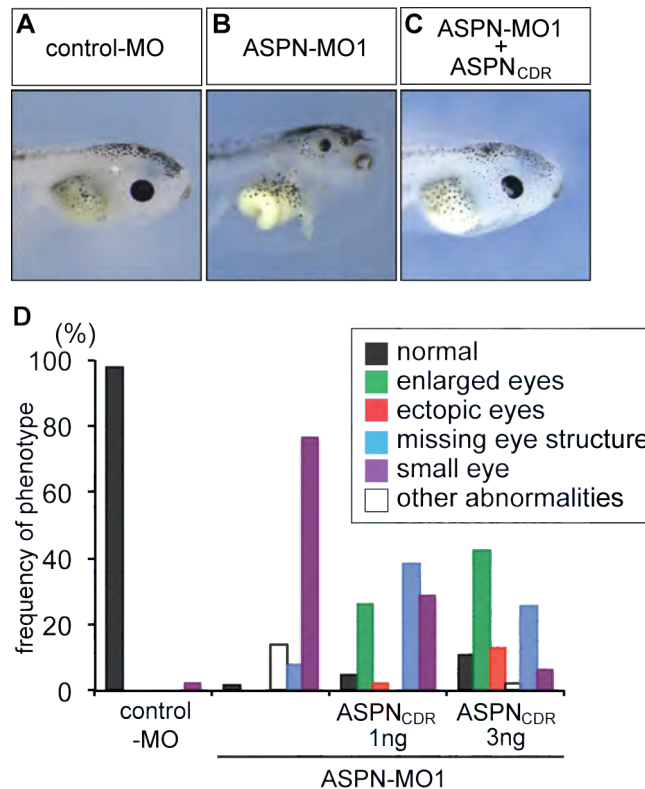 A
control-MO
B
ASPN-MO1
C ASPN-MO1
+
ASPNCDR
D
(%)
100
80
60
40
20
0
frequency of phenotype
normal
enlarged eyes
ectopic eyes
missing eye structure
small eye
other abnormalities
control
-MO
ASPNCDR
1ng
ASPNCDR
3ng
ASPN-MO1